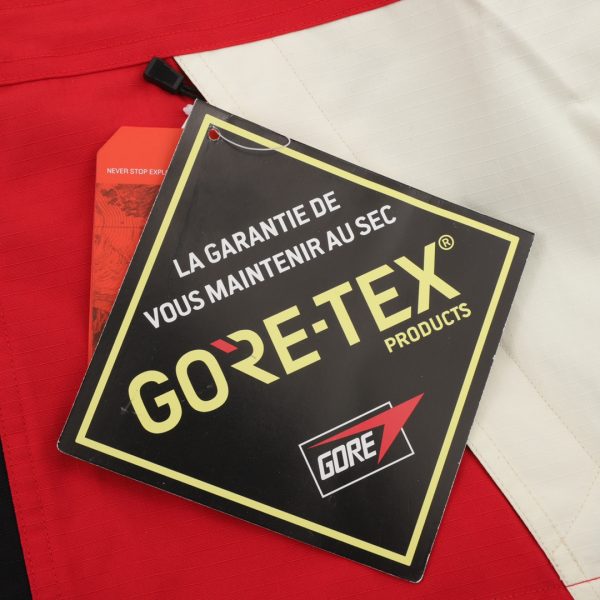 NEVER STOP EXPL
LA GARANTIE DE
VOUS MAINTENIR AU SEC
GORE-TEX®
PRODUCTS
GORE